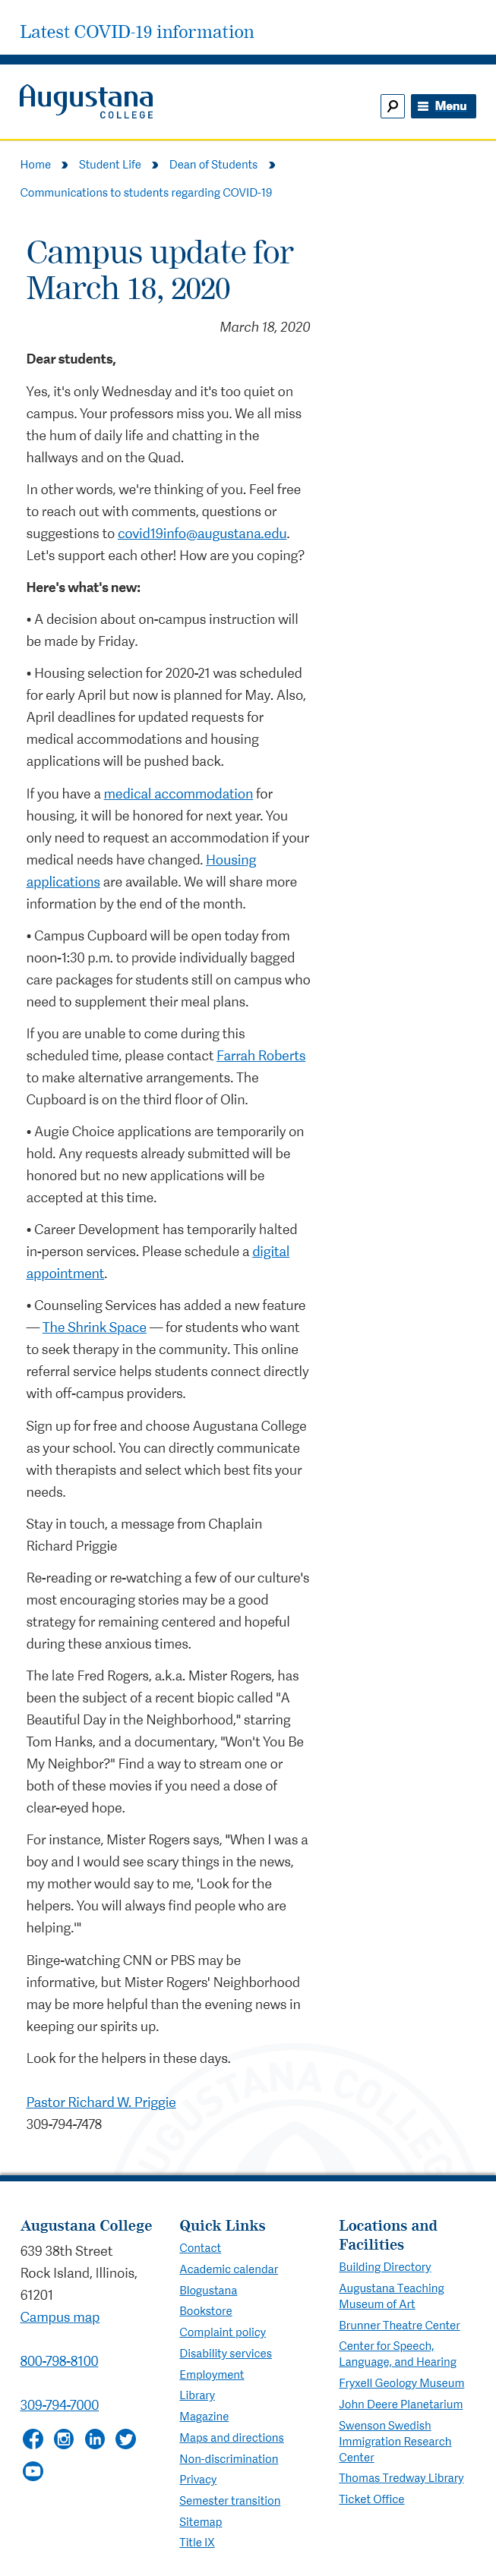 Latest COVID-19 information
Augustana
COLLEGE
Menu
Home
Student Life
Dean of Students
Communications to students regarding COVID-19
Campus update for
March 18, 2020
March 18, 2020
Dear students,
Yes, it's only Wednesday and it's too quiet on
campus. Your professors miss you. We all miss
the hum of daily life and chatting in the
hallways and on the Quad.
In other words, we're thinking of you. Feel free
to reach out with comments, questions or
suggestions to covid19info@augustana.edu.
Let's support each other! How are you coping?
Here's what's new:
• A decision about on-campus instruction will
be made by Friday.
• Housing selection for 2020-21 was scheduled
for early April but now is planned for May. Also,
April deadlines for updated requests for
medical accommodations and housing
applications will be pushed back.
If you have a medical accommodation for
housing, it will be honored for next year. You
only need to request an accommodation if your
medical needs have changed. Housing
applications are available. We will share more
information by the end of the month.
• Campus Cupboard will be open today from
noon-1:30 p.m. to provide individually bagged
care packages for students still on campus who
need to supplement their meal plans.
If you are unable to come during this
scheduled time, please contact Farrah Roberts
to make alternative arrangements. The
Cupboard is on the third floor of Olin.
• Augie Choice applications are temporarily on
hold. Any requests already submitted will be
honored but no new applications will be
accepted at this time.
• Career Development has temporarily halted
in-person services. Please schedule a digital
appointment.
• Counseling Services has added a new feature
— The Shrink Space — for students who want
to seek therapy in the community. This online
referral service helps students connect directly
with off-campus providers.
Sign up for free and choose Augustana College
as your school. You can directly communicate
with therapists and select which best fits your
needs.
Stay in touch, a message from Chaplain
Richard Priggie
Re-reading or re-watching a few of our culture's
most encouraging stories may be a good
strategy for remaining centered and hopeful
during these anxious times.
The late Fred Rogers, a.k.a. Mister Rogers, has
been the subject of a recent biopic called "A
Beautiful Day in the Neighborhood," starring
Tom Hanks, and a documentary, "Won't You Be
My Neighbor?" Find a way to stream one or
both of these movies if you need a dose of
clear-eyed hope.
For instance, Mister Rogers says, "When I was a
boy and I would see scary things in the news,
my mother would say to me, 'Look for the
helpers. You will always find people who are
helping.'"
Binge-watching CNN or PBS may be
informative, but Mister Rogers' Neighborhood
may be more helpful than the evening news in
keeping our spirits up.
Look for the helpers in these days.
Pastor Richard W. Priggie
309-794-7478
AUGUSTANA COLLEGE
Augustana College
639 38th Street
Rock Island, Illinois,
61201
Campus map
800-798-8100
309-794-7000
Quick Links
Contact
Academic calendar
Blogustana
Bookstore
Complaint policy
Disability services
Employment
Library
Magazine
Maps and directions
Non-discrimination
Privacy
Semester transition
Sitemap
Title IX
Locations and
Facilities
Building Directory
Augustana Teaching
Museum of Art
Brunner Theatre Center
Center for Speech,
Language, and Hearing
Fryxell Geology Museum
John Deere Planetarium
Swenson Swedish
Immigration Research
Center
Thomas Tredway Library
Ticket Office